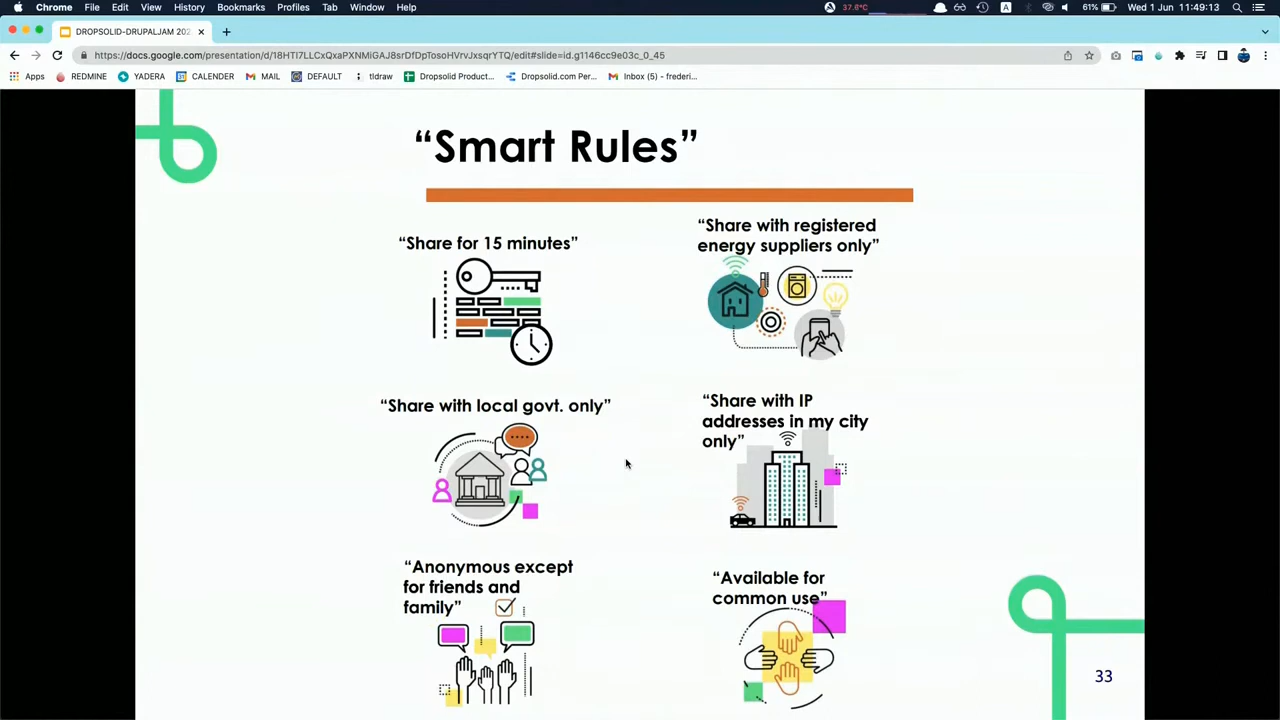 Chrome File Edit View History Bookmarks Profiles Tab Window Help 37.6°C A 61% Wed 1 Jun 11:49:13
DROPSOLID-DRUPALJAM 202
https://docs.google.com/presentation/d/18HTI7LLCxQxaPXNMiGAJ8srDfDpTosoHVrvJxsqrYTQ/edit#slide=id.g1146cc9e03c_0_45
Apps REDMINE YADERA CALENDER MAIL DEFAULT tldraw Dropsolid Product... Dropsolid.com Per... Inbox (5) - frederi...
“Smart Rules”
“Share for 15 minutes”
“Share with registered
energy suppliers only”
“Share with local govt. only”
“Share with IP
addresses in my city
only”
“Anonymous except
for friends and
family”
“Available for
common use”
33